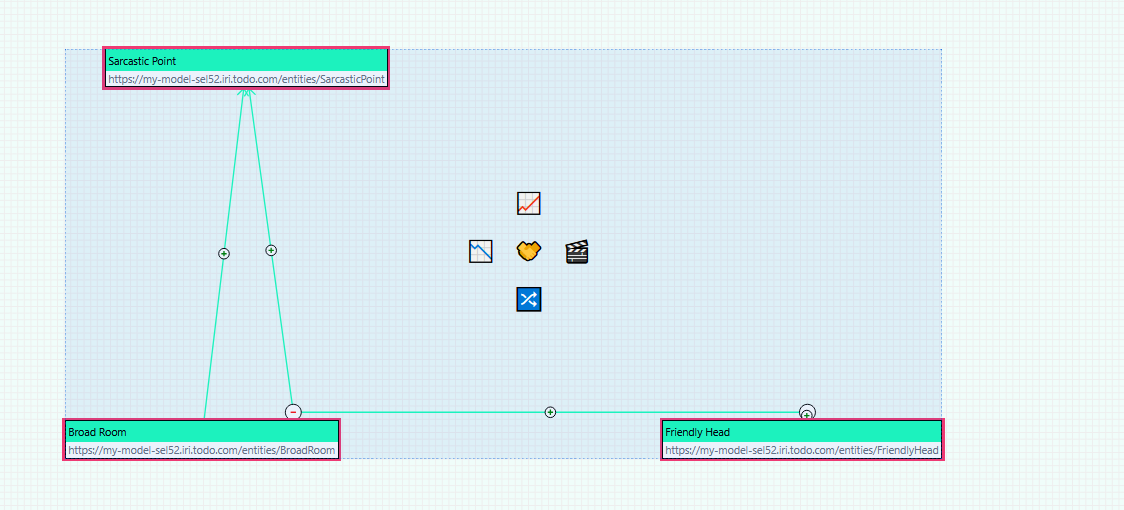 Sarcastic Point
https://my-model-sel52.iri.todo.com/entities/SarcasticPoint
Broad Room
https://my-model-sel52.iri.todo.com/entities/BroadRoom
Friendly Head
https://my-model-sel52.iri.todo.com/entities/FriendlyHead